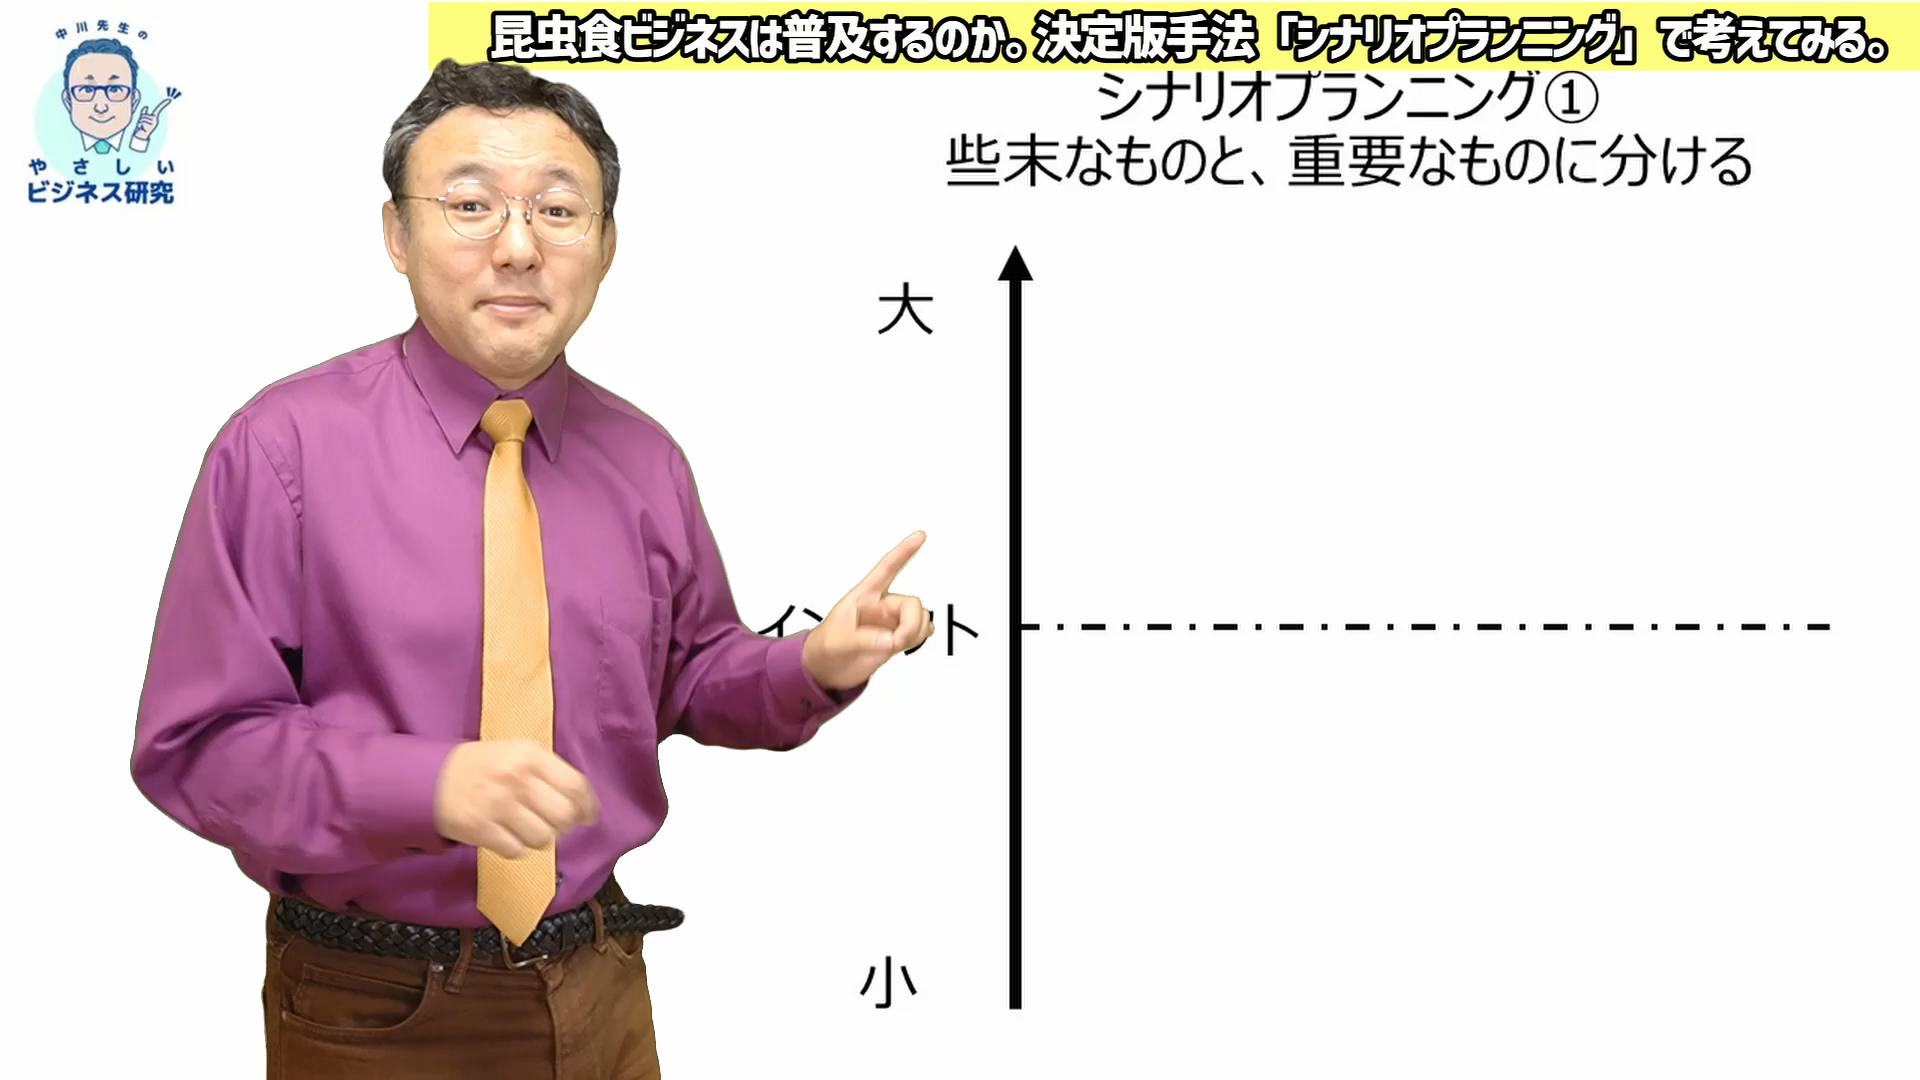 中川先生の
やさしい
ビジネス研究
昆虫食ビジネスは普及するのか。決定版手法「シナリオプランニング」で考えてみる。
シナリオプランニング①
些末なものと、重要なものに分ける
大
小